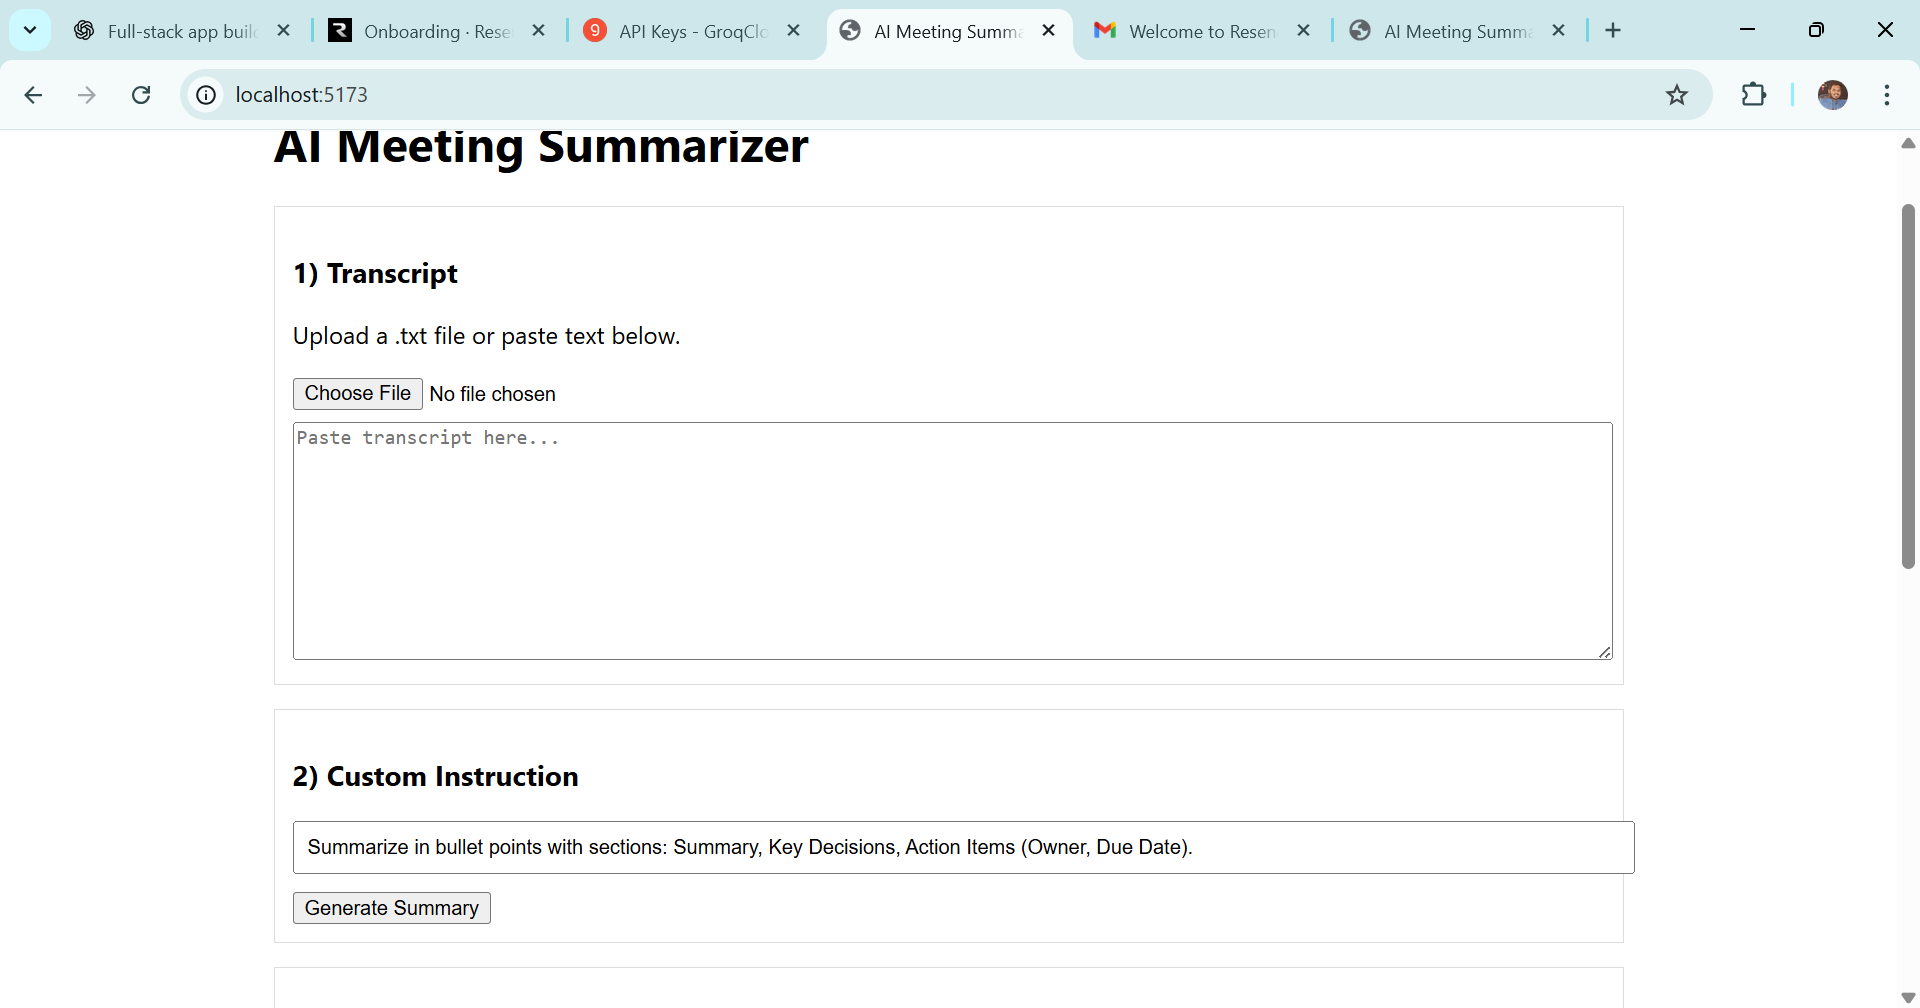 Full-stack app buil
Onboarding · Rese
9
API Keys - GroqClo
AI Meeting Summa
Welcome to Resen
AI Meeting Summa
localhost:5173
AI Meeting Summarizer
1) Transcript
Upload a .txt file or paste text below.
Choose File No file chosen
Paste transcript here...
2) Custom Instruction
Summarize in bullet points with sections: Summary, Key Decisions, Action Items (Owner, Due Date).
Generate Summary